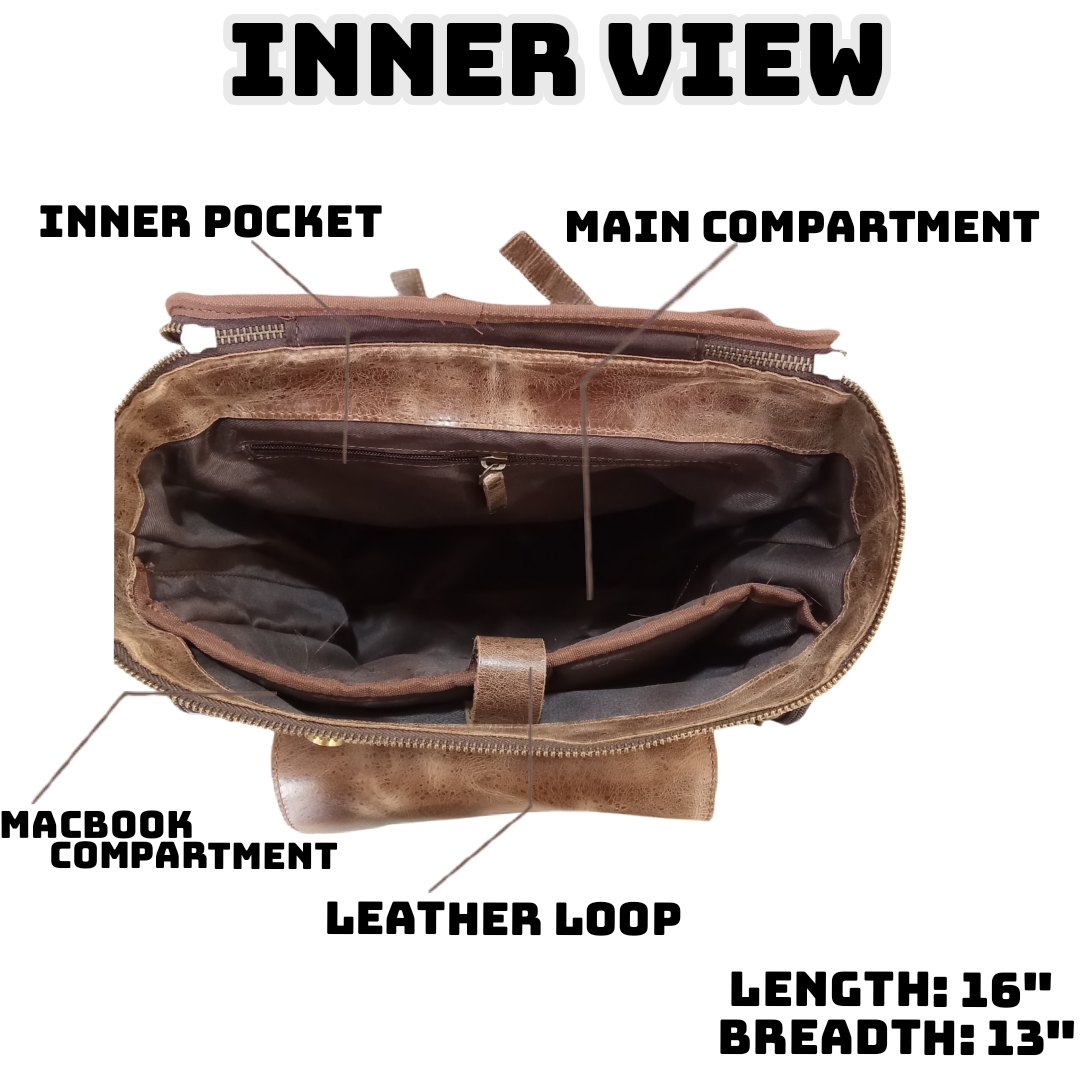 INNER VIEW
INNER POCKET
MAIN COMPARTMENT
MACBOOK
COMPARTMENT
LEATHER LOOP
LENGTH: 16"
BREADTH: 13"